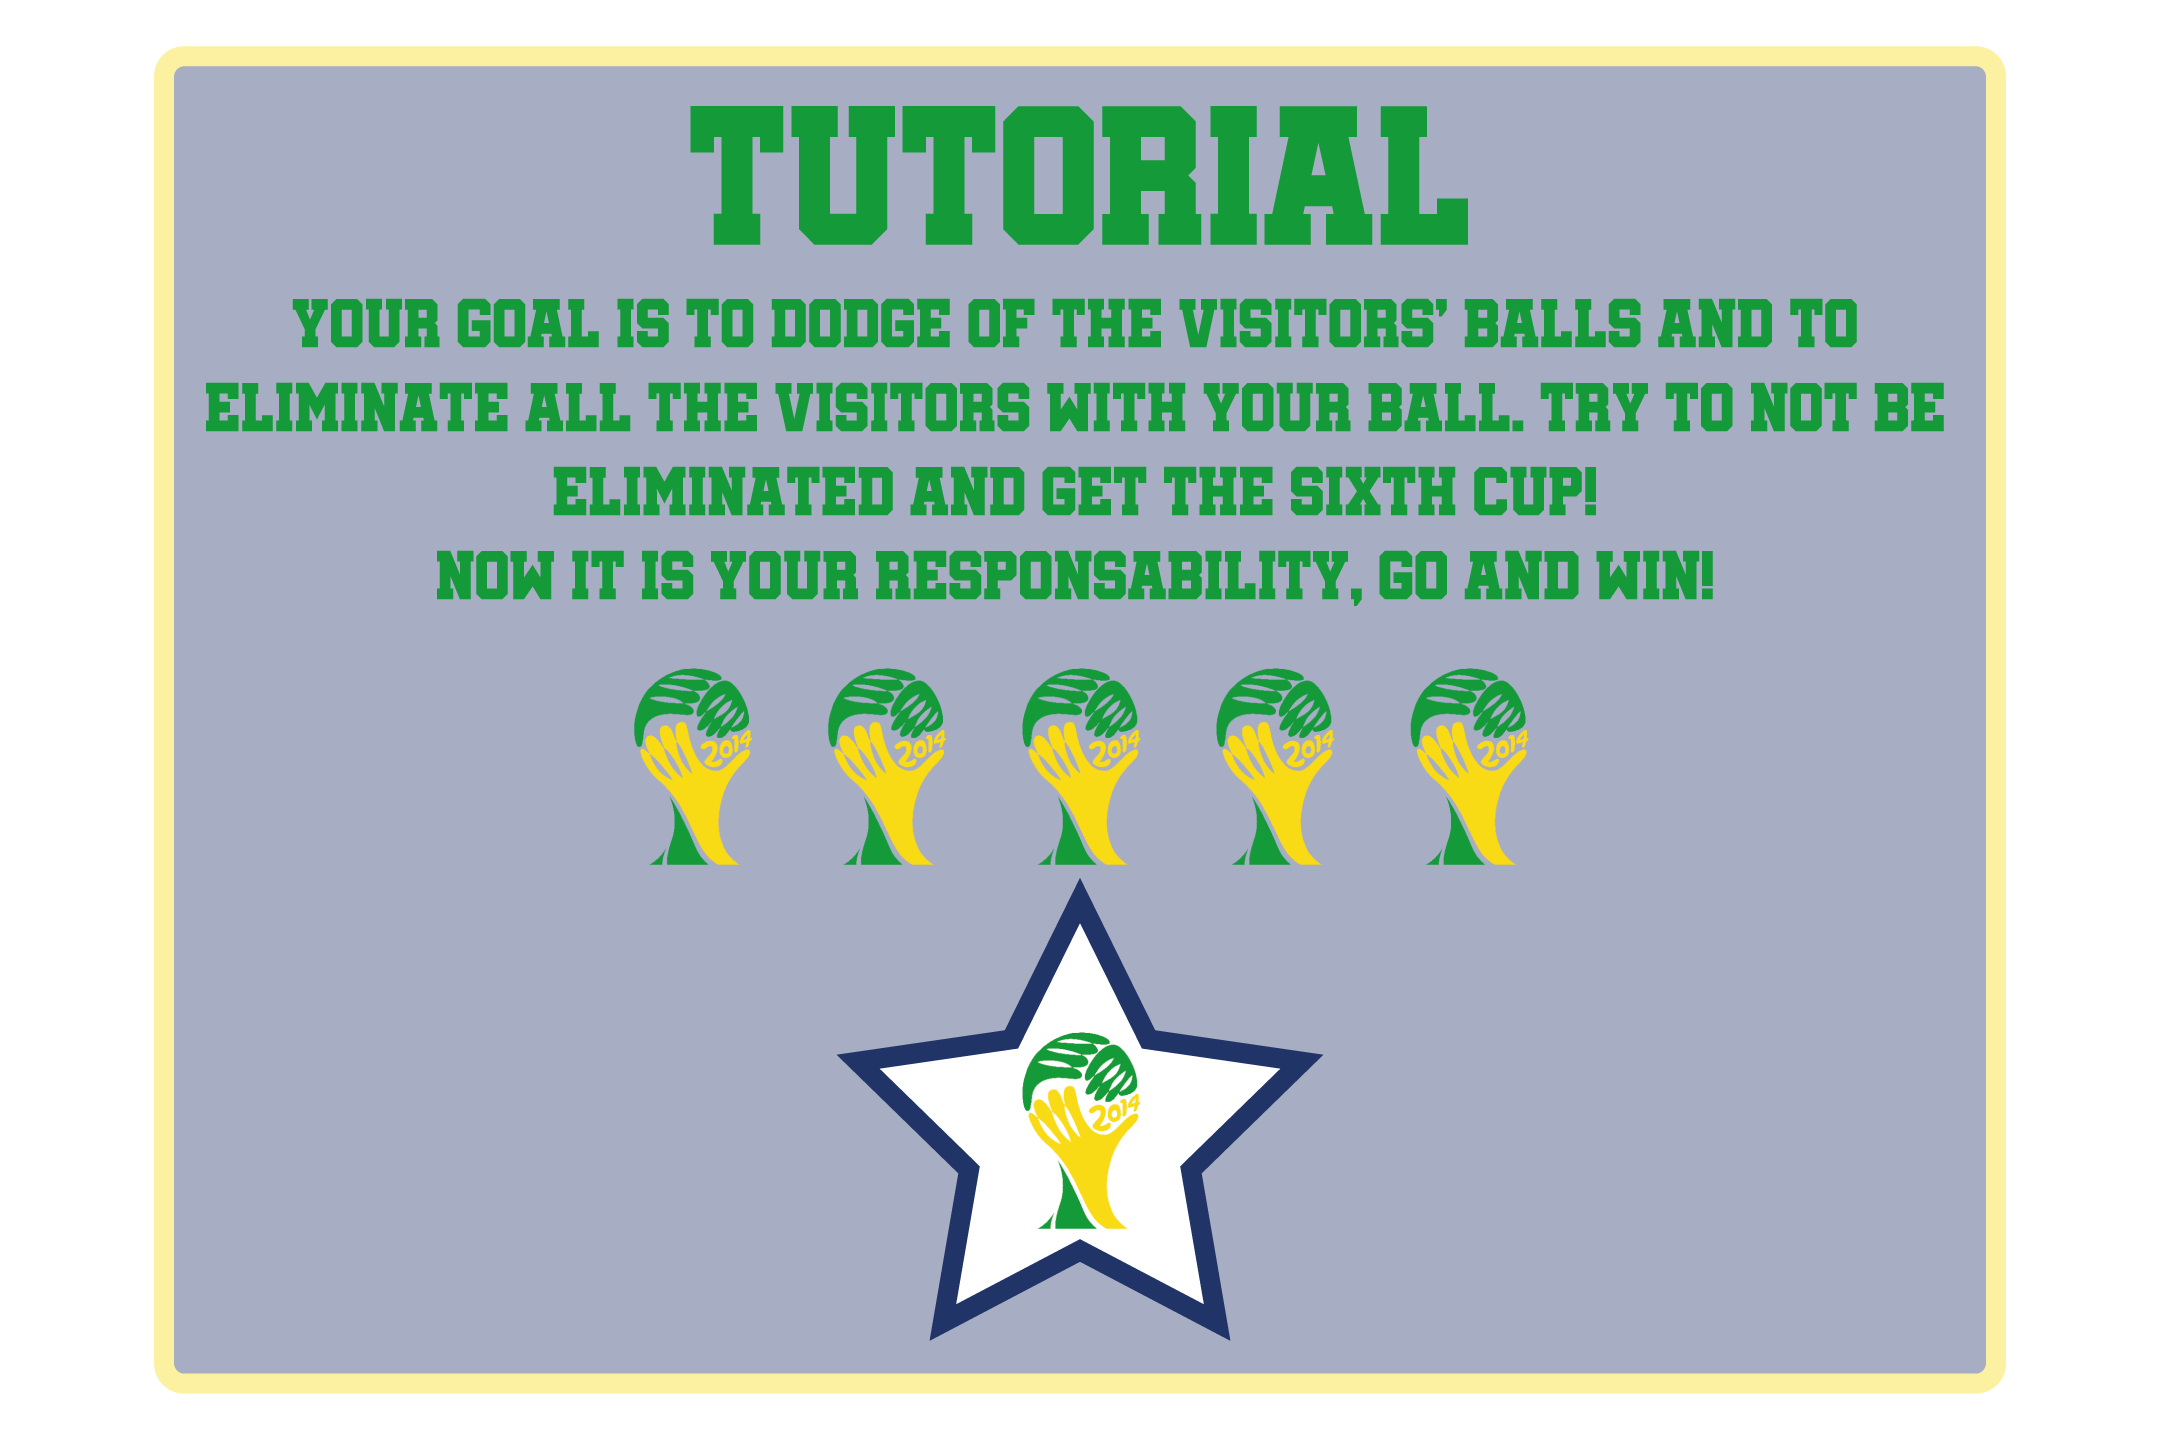 TUTORIAL
YOUR GOAL IS TO DODGE OF THE VISITORS' BALLS AND TO
ELIMINATE ALL THE VISITORS WITH YOUR BALL. TRY TO NOT BE
ELIMINATED AND GET THE SIXTH CUP!
NOW IT IS YOUR RESPONSABILITY, GO AND WIN!
2014 2014 2014 2014 2014
2014